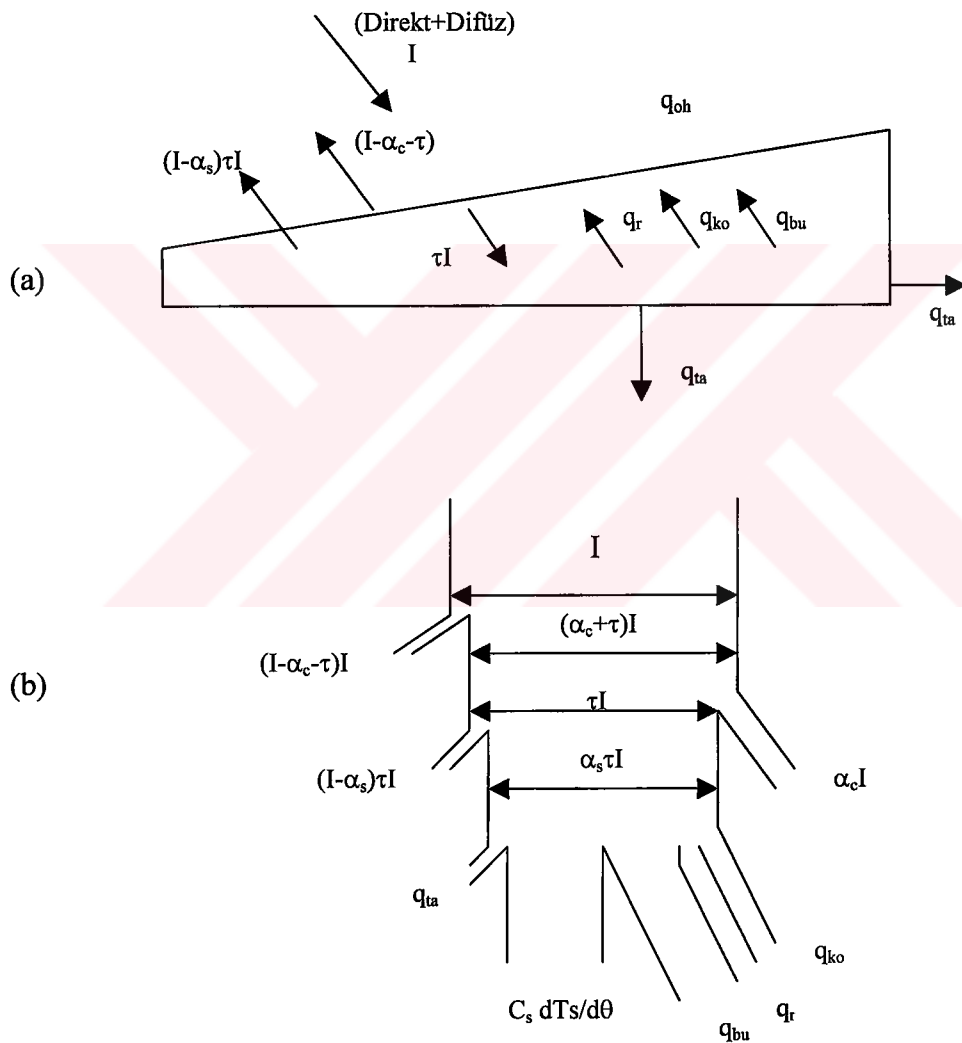 (Direkt+Difüz)
I
q_oh
(I-α_c-τ)
(I-α_s)τI
q_r
q_ko
q_bu
τI
(a)
q_ta
q_ta
I
(α_c+τ)I
(I-α_c-τ)I
(b)
τI
α_sτI
(I-α_s)τI
α_cI
q_ta
q_ko
C_s dTs/dθ
q_r
q_bu